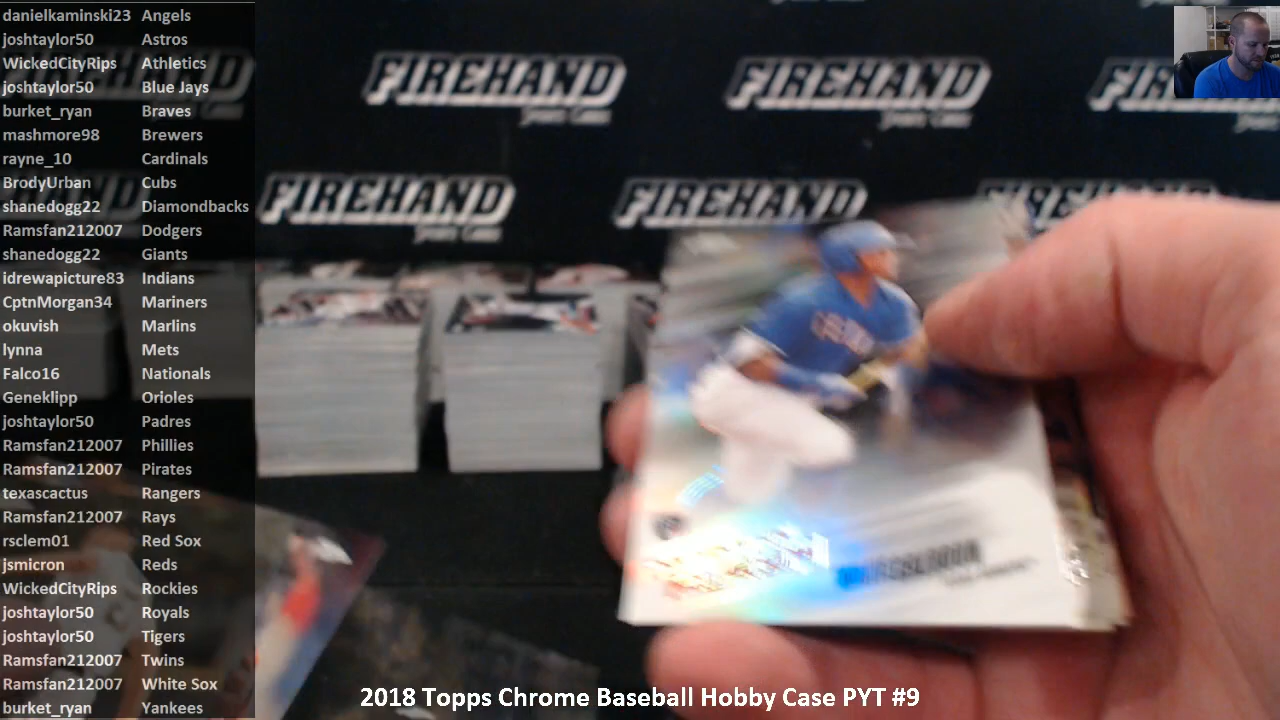 danielkaminski23 Angels
joshtaylor50 Astros
WickedCityRips Athletics
joshtaylor50 Blue Jays
burket_ryan Braves
mashmore98 Brewers
rayne_10 Cardinals
BrodyUrban Cubs
shanedogg22 Diamondbacks
Ramsfan212007 Dodgers
shanedogg22 Giants
idrewapicture83 Indians
CptnMorgan34 Mariners
okuvish Marlins
lynna Mets
Falco16 Nationals
Geneklipp Orioles
joshtaylor50 Padres
Ramsfan212007 Phillies
Ramsfan212007 Pirates
texascactus Rangers
Ramsfan212007 Rays
rsclem01 Red Sox
jsmicron Reds
WickedCityRips Rockies
joshtaylor50 Royals
joshtaylor50 Tigers
Ramsfan212007 Twins
Ramsfan212007 White Sox
burket_ryan Yankees
FIREHAND
FIREHAND
FIREHAND
FIREHAND
2018 Topps Chrome Baseball Hobby Case PYT #9